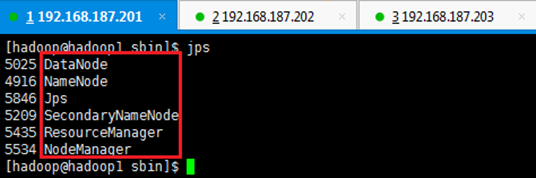 1 192.168.187.201 × 2 192.168.187.202 × 3 192.168.187.203 ×
[hadoop@hadoop1 sbin]$ jps
5025 DataNode
4916 NameNode
5846 Jps
5209 SecondaryNameNode
5435 ResourceManager
5534 NodeManager
[hadoop@hadoop1 sbin]$